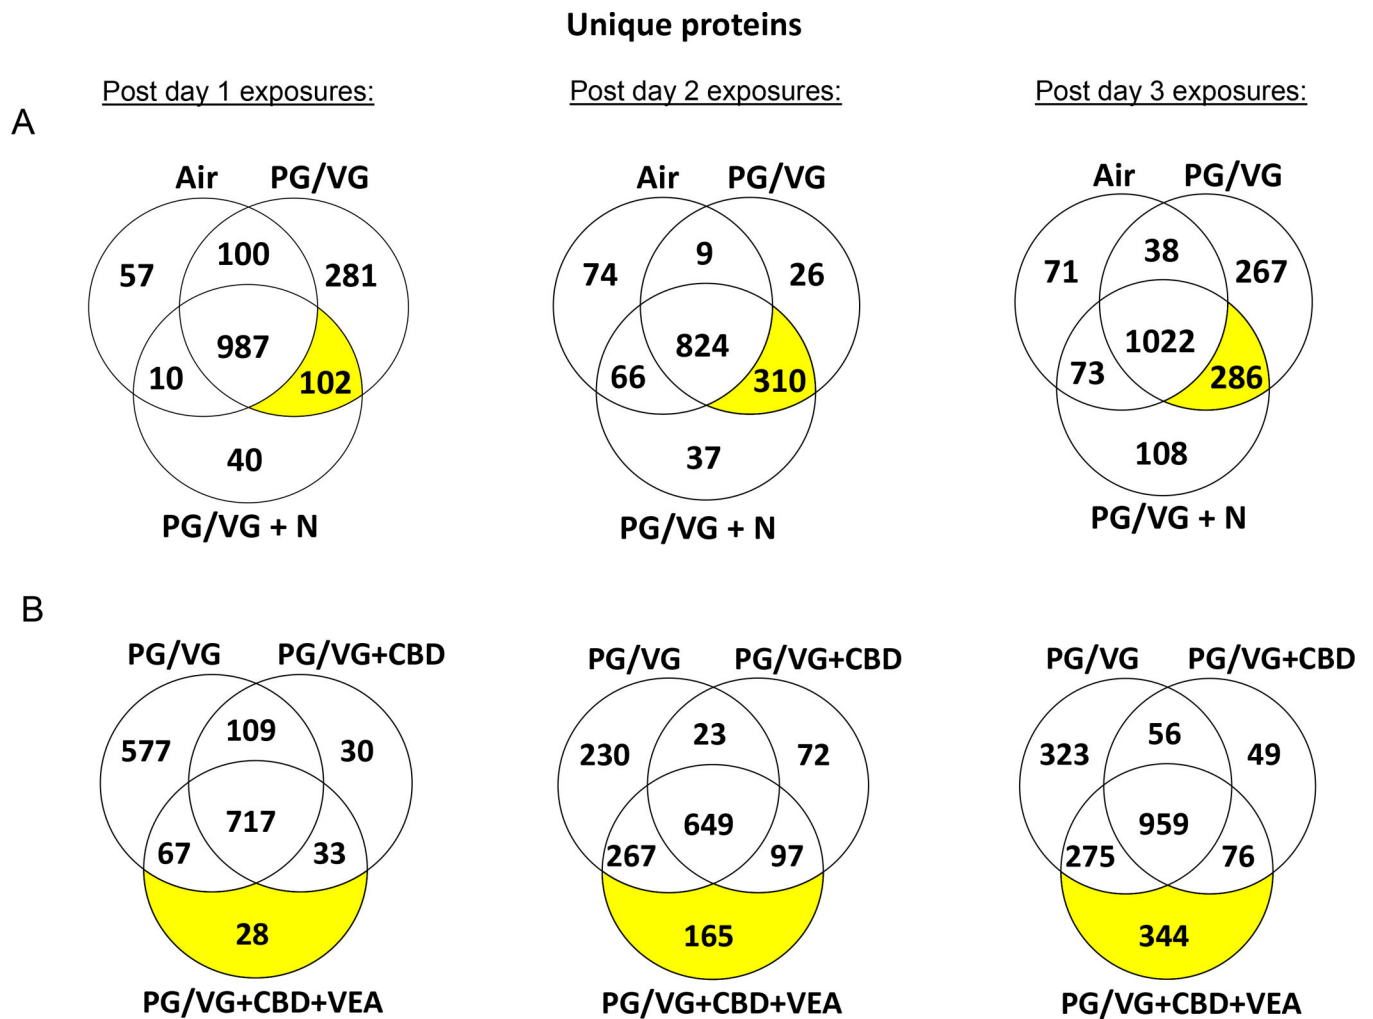 Unique proteins
Post day 1 exposures:
Post day 2 exposures:
Post day 3 exposures:
A
Air
PG/VG
57
100
281
987
10
102
40
PG/VG + N
Air
PG/VG
74
9
26
824
66
310
37
PG/VG + N
Air
PG/VG
71
38
267
1022
73
286
108
PG/VG + N
B
PG/VG
PG/VG+CBD
577
109
30
717
67
33
28
PG/VG+CBD+VEA
PG/VG
PG/VG+CBD
230
23
72
649
267
97
165
PG/VG+CBD+VEA
PG/VG
PG/VG+CBD
323
56
49
959
275
76
344
PG/VG+CBD+VEA